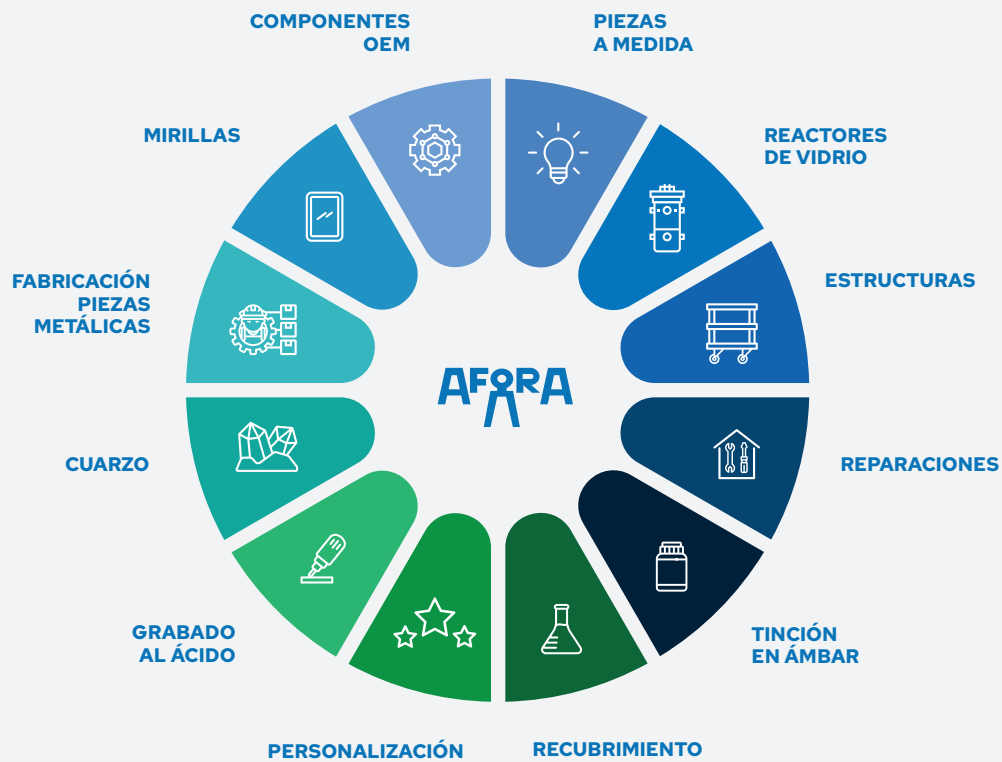 COMPONENTES
OEM
PIEZAS
A MEDIDA
MIRILLAS
REACTORES
DE VIDRIO
FABRICACIÓN
PIEZAS
METÁLICAS
ESTRUCTURAS
AFORA
CUARZO
REPARACIONES
GRABADO
AL ÁCIDO
TINCIÓN
EN ÁMBAR
PERSONALIZACIÓN
RECUBRIMIENTO